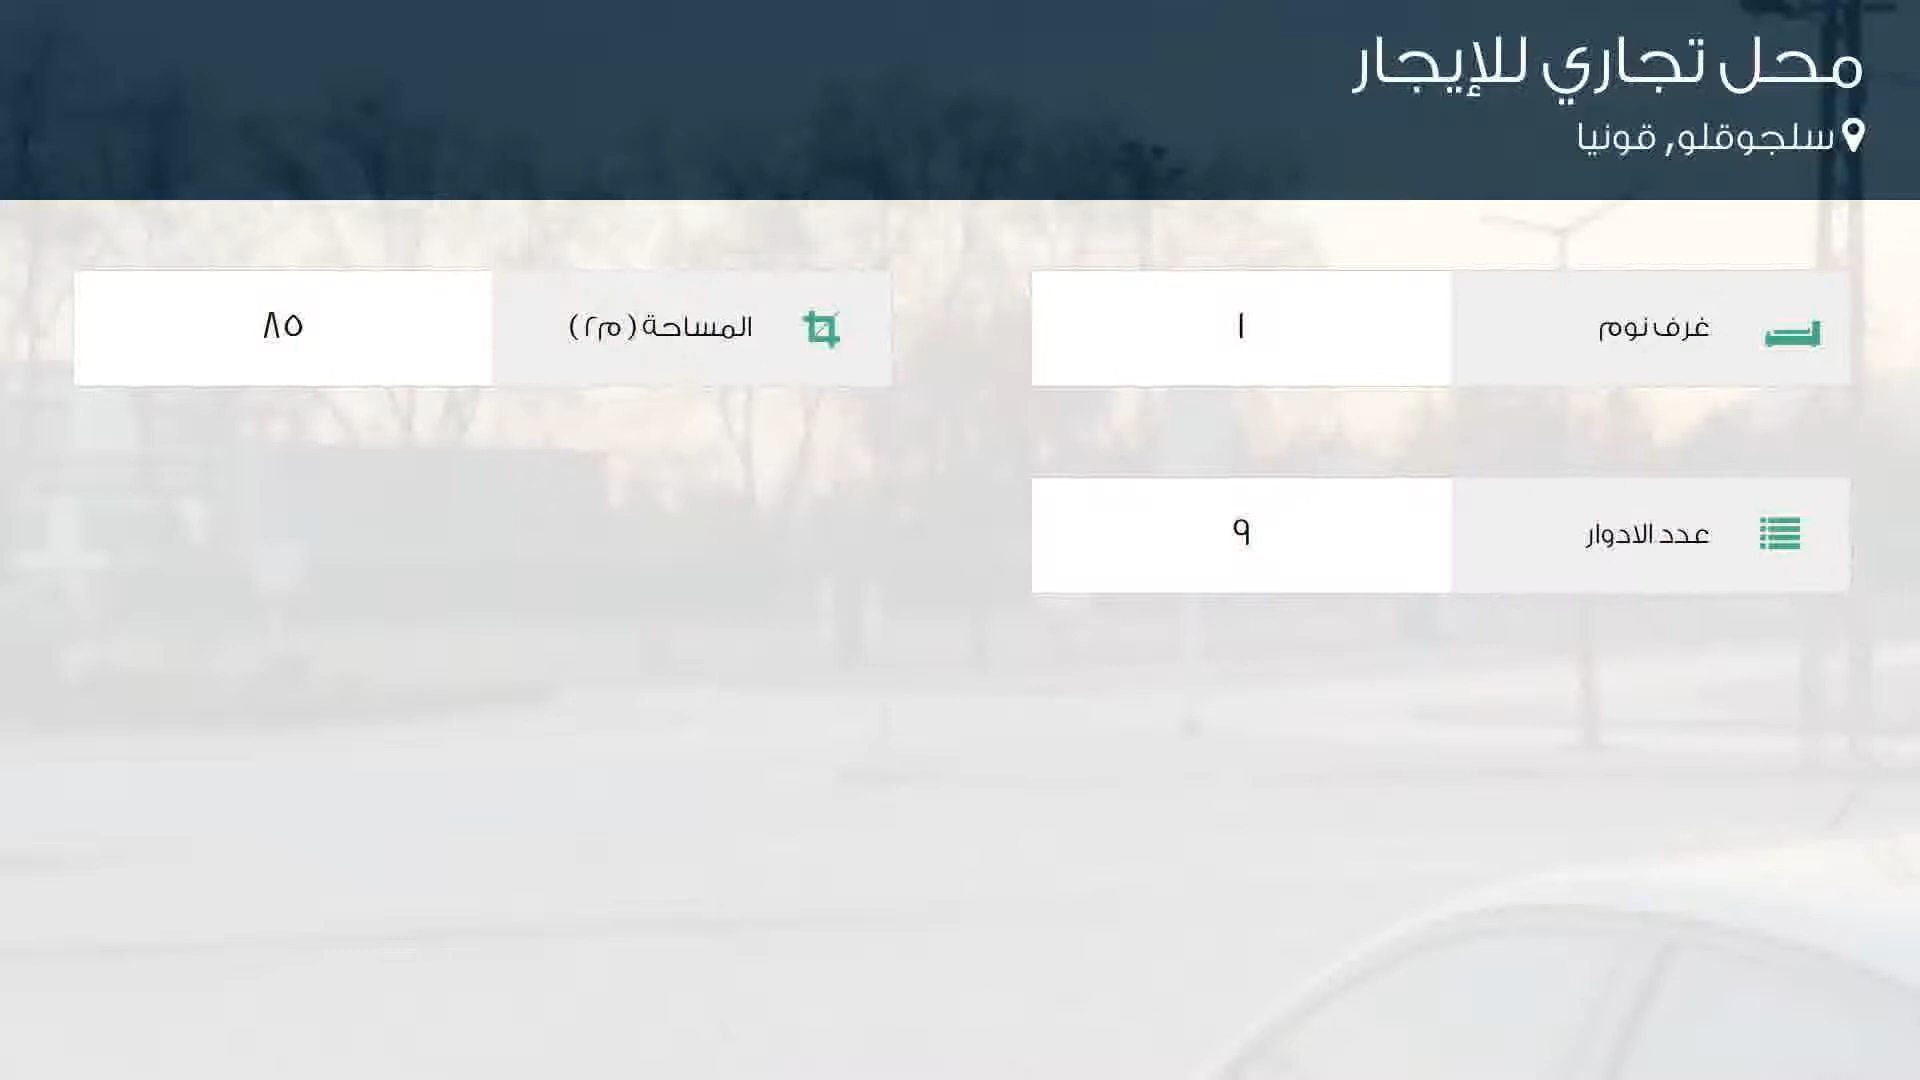 محل تجاري للإيجار
سلجوقلو, قونيا
غرف نوم
١
المساحة (م٢)
٨٥
عدد الادوار
٩